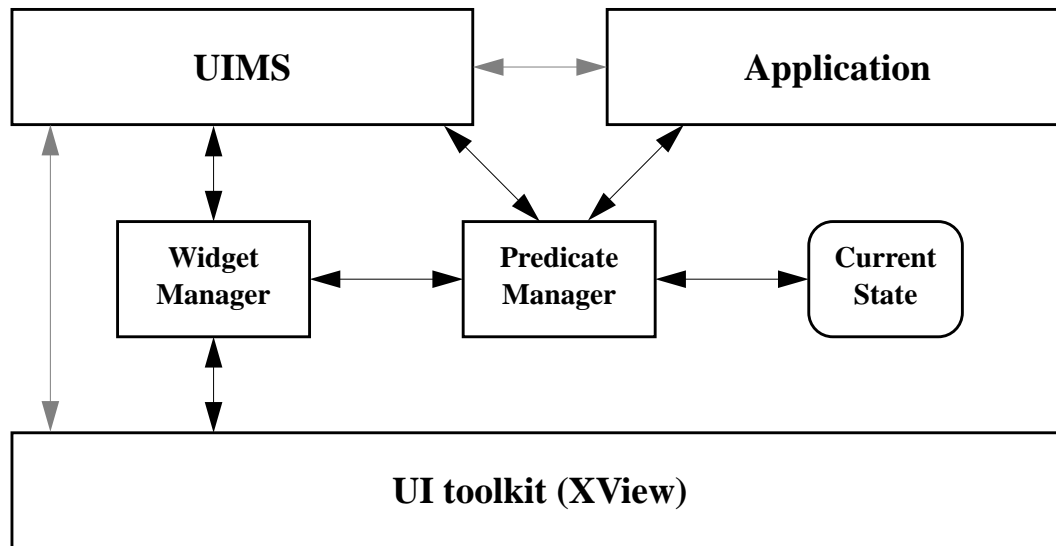 UIMS
Application
Widget
Manager
Predicate
Manager
Current
State
UI toolkit (XView)